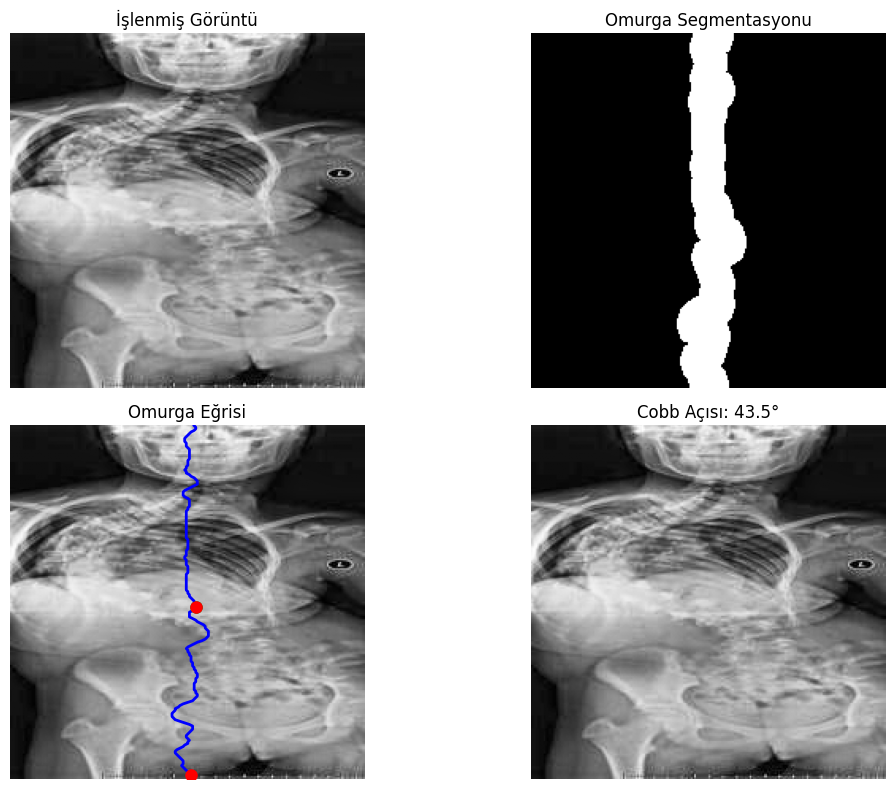 İşlenmiş Görüntü
Omurga Segmentasyonu
L
Omurga Eğrisi
Cobb Açısı: 43.5°
L
L